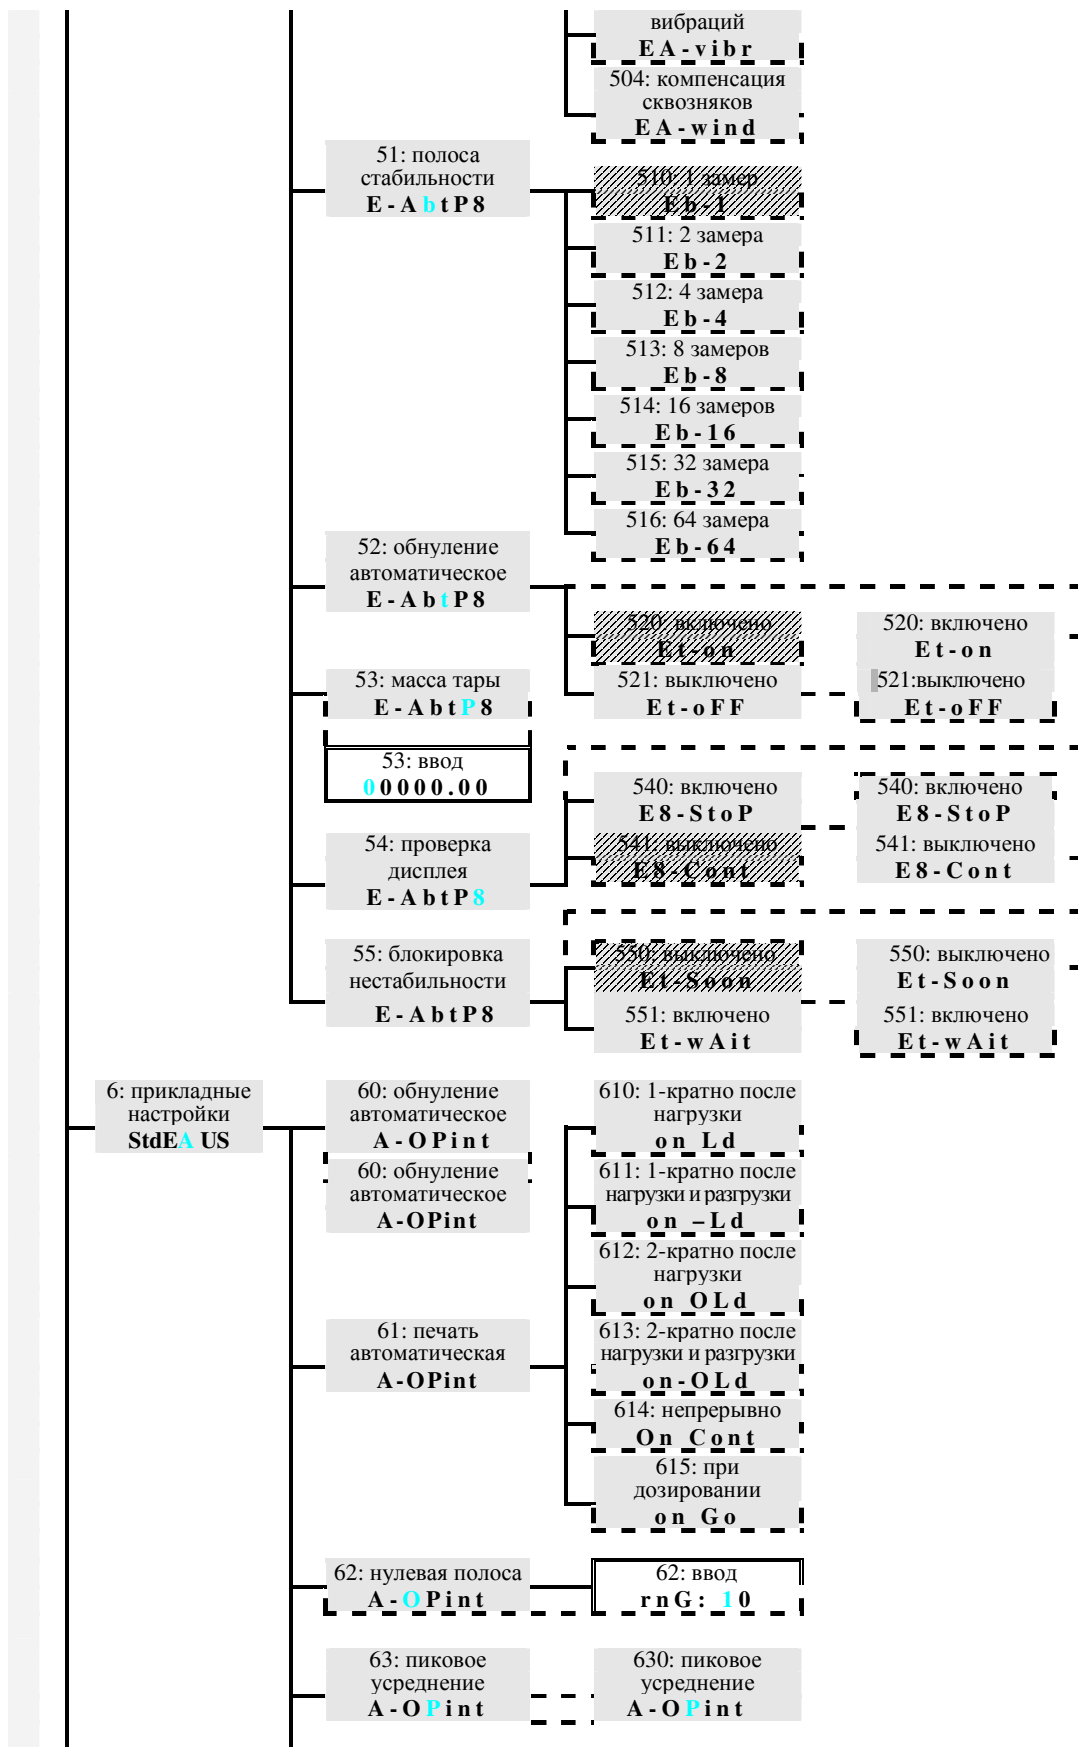 вибраций
EA-vibr
504: компенсация
сквозняков
EA-wind
51: полоса
стабильности
E-AbtP8
510: 1 замер
Eb-1
511: 2 замера
Eb-2
512: 4 замера
Eb-4
513: 8 замеров
Eb-8
514: 16 замеров
Eb-16
515: 32 замера
Eb-32
516: 64 замера
Eb-64
52: обнуление
автоматическое
E-AbtP8
520: включено
Et-on
520: включено
Et-on
521: выключено
Et-oFF
521:выключено
Et-oFF
53: масса тары
E-AbtP8
53: ввод
00000.00
540: включено
E8-StoP
540: включено
E8-StoP
54: проверка
дисплея
E-AbtP8
541: выключено
E8-Cont
541: выключено
E8-Cont
55: блокировка
нестабильности
E-AbtP8
550: выключено
Et-Soon
550: выключено
Et-Soon
551: включено
Et-wAit
551: включено
Et-wAit
6: прикладные
настройки
StdEA US
60: обнуление
автоматическое
A-OPint
60: обнуление
автоматическое
A-OPint
610: 1-кратно после
нагрузки
on Ld
611: 1-кратно после
нагрузки и разгрузки
on –Ld
612: 2-кратно после
нагрузки
on OLd
61: печать
автоматическая
A-OPint
613: 2-кратно после
нагрузки и разгрузки
on-OLd
614: непрерывно
On Cont
615: при
дозировании
on Go
62: нулевая полоса
A-OPint
62: ввод
rnG: 10
63: пиковое
усреднение
A-OPint
630: пиковое
усреднение
A-OPint